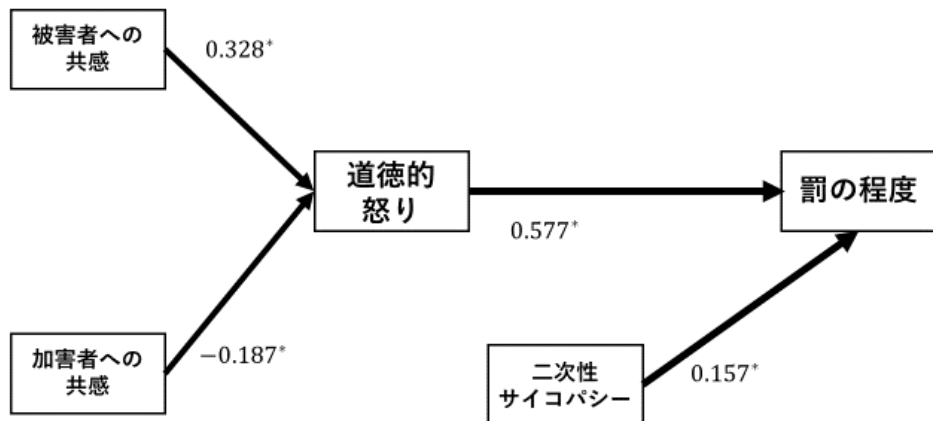 被害者への
共感
0.328*
道徳的
怒り
罰の程度
0.577*
加害者への
共感
−0.187*
二次性
サイコパシー
0.157*